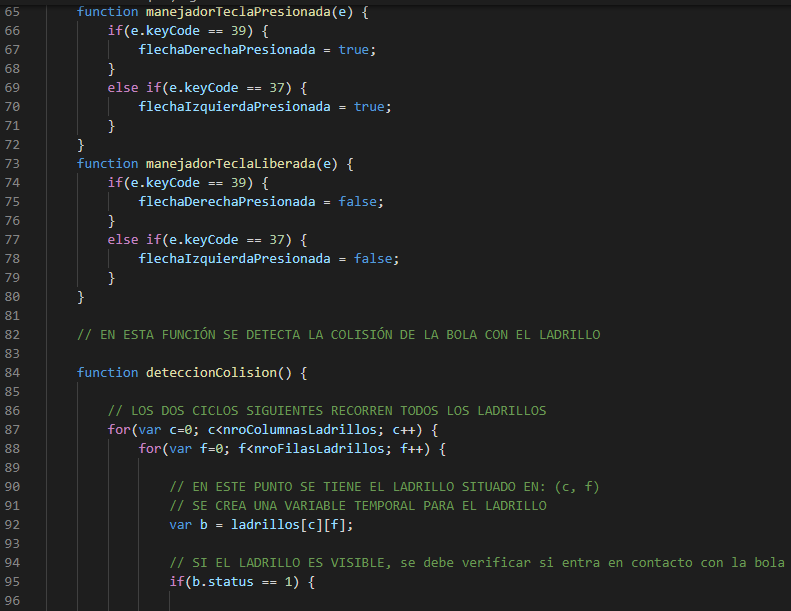 65 function manejadorTeclaPresionada(e) {
66 if(e.keyCode == 39) {
67 flechaDerechaPresionada = true;
68 }
69 else if(e.keyCode == 37) {
70 flechaIzquierdaPresionada = true;
71 }
72 }
73 function manejadorTeclaLiberada(e) {
74 if(e.keyCode == 39) {
75 flechaDerechaPresionada = false;
76 }
77 else if(e.keyCode == 37) {
78 flechaIzquierdaPresionada = false;
79 }
80 }
81
82 // EN ESTA FUNCIÓN SE DETECTA LA COLISIÓN DE LA BOLA CON EL LADRILLO
83
84 function deteccionColision() {
85
86 // LOS DOS CICLOS SIGUIENTES RECORREN TODOS LOS LADRILLOS
87 for(var c=0; c<nroColumnasLadrillos; c++) {
88 for(var f=0; f<nroFilasLadrillos; f++) {
89
90 // EN ESTE PUNTO SE TIENE EL LADRILLO SITUADO EN: (c, f)
91 // SE CREA UNA VARIABLE TEMPORAL PARA EL LADRILLO
92 var b = ladrillos[c][f];
93
94 // SI EL LADRILLO ES VISIBLE, se debe verificar si entra en contacto con la bola
95 if(b.status == 1) {
96